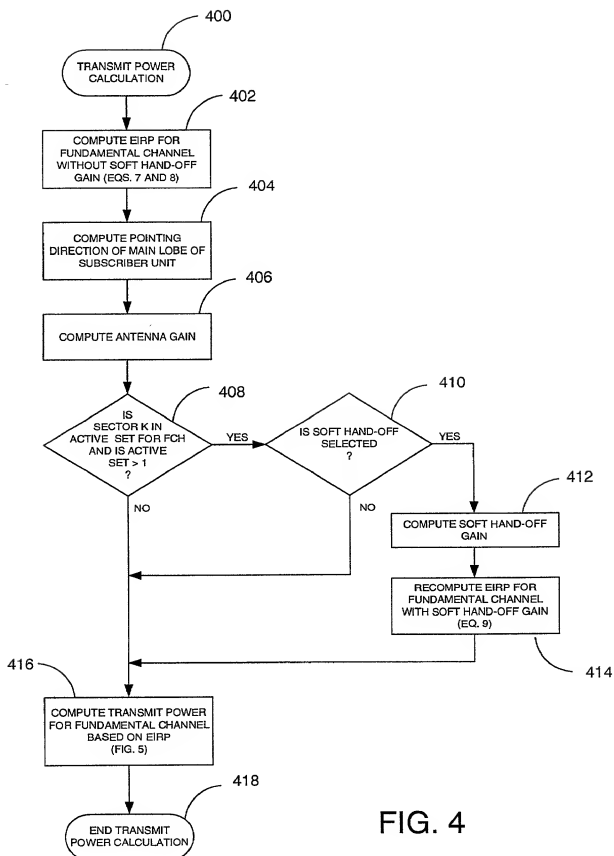 400
TRANSMIT POWER
CALCULATION
402
COMPUTE EIRP FOR
FUNDAMENTAL CHANNEL
WITHOUT SOFT HAND-OFF
GAIN (EQS. 7 AND 8)
404
COMPUTE POINTING
DIRECTION OF MAIN LOBE OF
SUBSCRIBER UNIT
406
COMPUTE ANTENNA GAIN
408
IS
SECTOR K IN
ACTIVE SET FOR FCH
AND IS ACTIVE
SET > 1
?
YES
NO
410
IS SOFT HAND-OFF
SELECTED
?
YES
NO
412
COMPUTE SOFT HAND-OFF
GAIN
RECOMPUTE EIRP FOR
FUNDAMENTAL CHANNEL
WITH SOFT HAND-OFF GAIN
(EQ. 9)
414
416
COMPUTE TRANSMIT POWER
FOR FUNDAMENTAL CHANNEL
BASED ON EIRP
(FIG. 5)
418
END TRANSMIT
POWER CALCULATION
FIG. 4